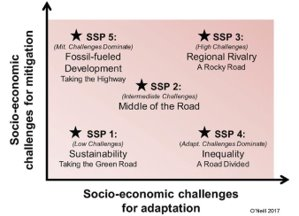 Socio-economic
challenges for mitigation
SSP 5:
(Mit. Challenges Dominate)
Fossil-fueled
Development
Taking the Highway
SSP 3:
(High Challenges)
Regional Rivalry
A Rocky Road
SSP 2:
(Intermediate Challenges)
Middle of the Road
SSP 1:
(Low Challenges)
Sustainability
Taking the Green Road
SSP 4:
(Adapt. Challenges Dominate)
Inequality
A Road Divided
Socio-economic challenges
for adaptation
O'Neill 2017